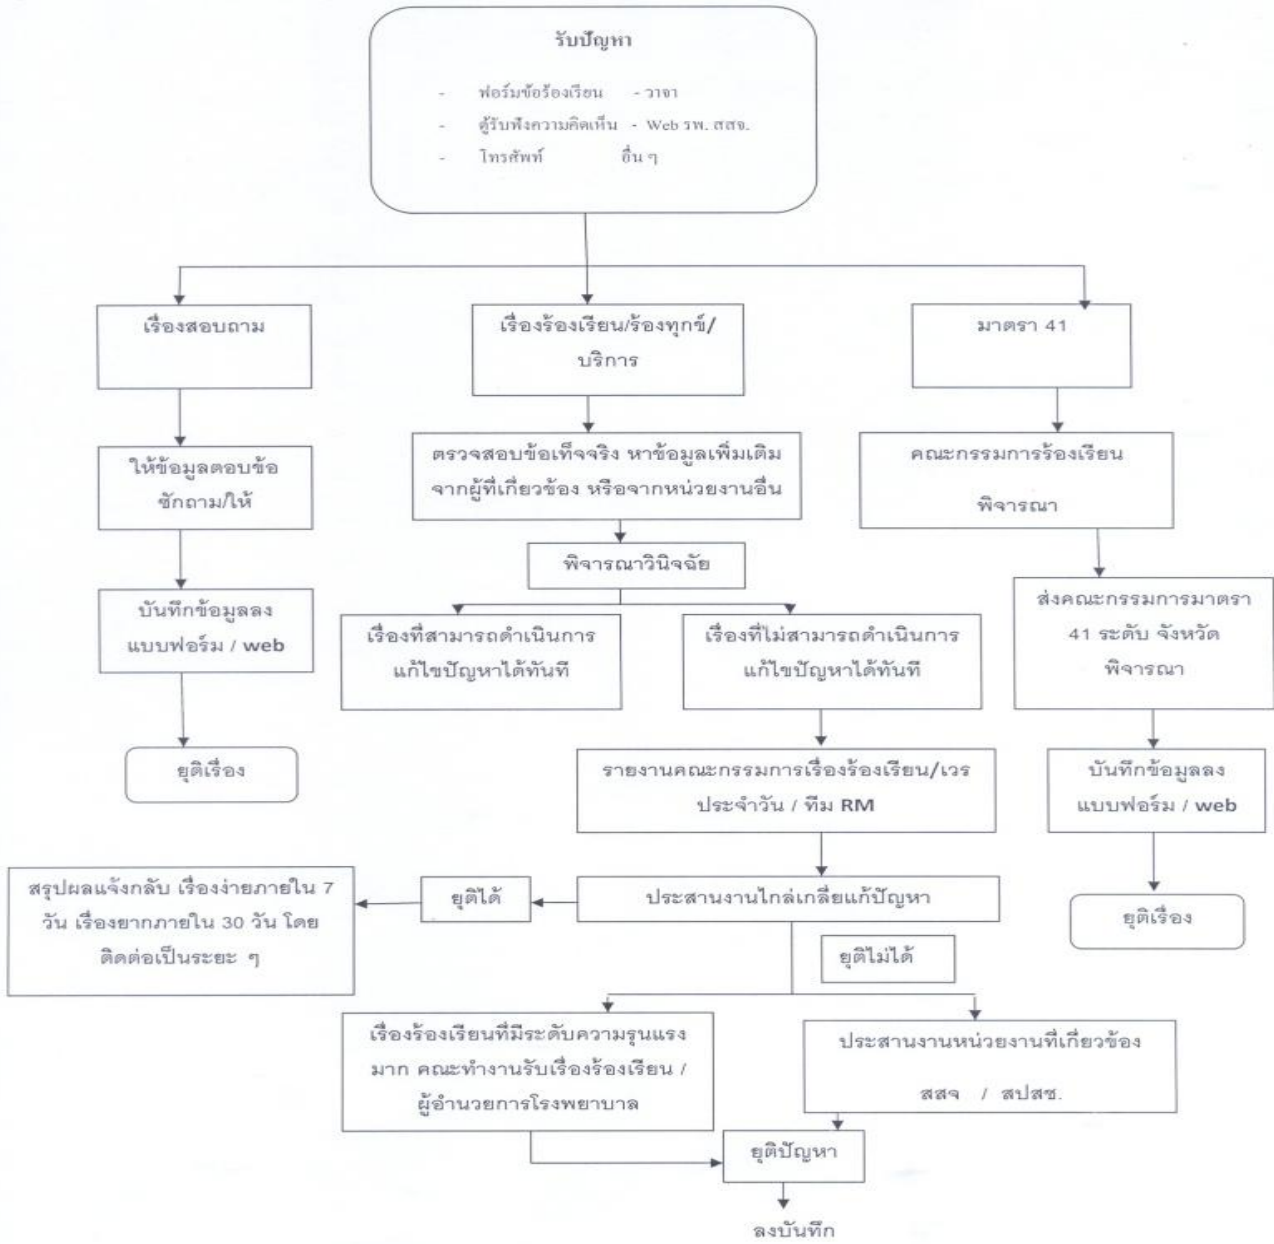 รับปัญหา
- ฟอร์มข้อร้องเรียน - วาจา
- ตู้รับฟังความคิดเห็น - Web รพ. สสจ.
- โทรศัพท์ อื่น ๆ
เรื่องสอบถาม
เรื่องร้องเรียน/ร้องทุกข์/
บริการ
มาตรา 41
ให้ข้อมูลตอบข้อ
ซักถาม/ให้
ตรวจสอบข้อเท็จจริง หาข้อมูลเพิ่มเติม
จากผู้ที่เกี่ยวข้อง หรือจากหน่วยงานอื่น
คณะกรรมการร้องเรียน
พิจารณา
พิจารณาวินิจฉัย
บันทึกข้อมูลลง
แบบฟอร์ม / web
เรื่องที่สามารถดำเนินการ
แก้ไขปัญหาได้ทันที
เรื่องที่ไม่สามารถดำเนินการ
แก้ไขปัญหาได้ทันที
ส่งคณะกรรมการมาตรา
41 ระดับ จังหวัด
พิจารณา
ยุติเรื่อง
รายงานคณะกรรมการเรื่องร้องเรียน/เวร
ประจำวัน / ทีม RM
บันทึกข้อมูลลง
แบบฟอร์ม / web
สรุปผลแจ้งกลับ เรื่องง่ายภายใน 7
วัน เรื่องยากภายใน 30 วัน โดย
ติดต่อเป็นระยะ ๆ
ยุติได้
ประสานงานไกล่เกลี่ยแก้ปัญหา
ยุติเรื่อง
ยุติไม่ได้
เรื่องร้องเรียนที่มีระดับความรุนแรง
มาก คณะทำงานรับเรื่องร้องเรียน /
ผู้อำนวยการโรงพยาบาล
ประสานงานหน่วยงานที่เกี่ยวข้อง
สสจ / สปสช.
ยุติปัญหา
ลงบันทึก